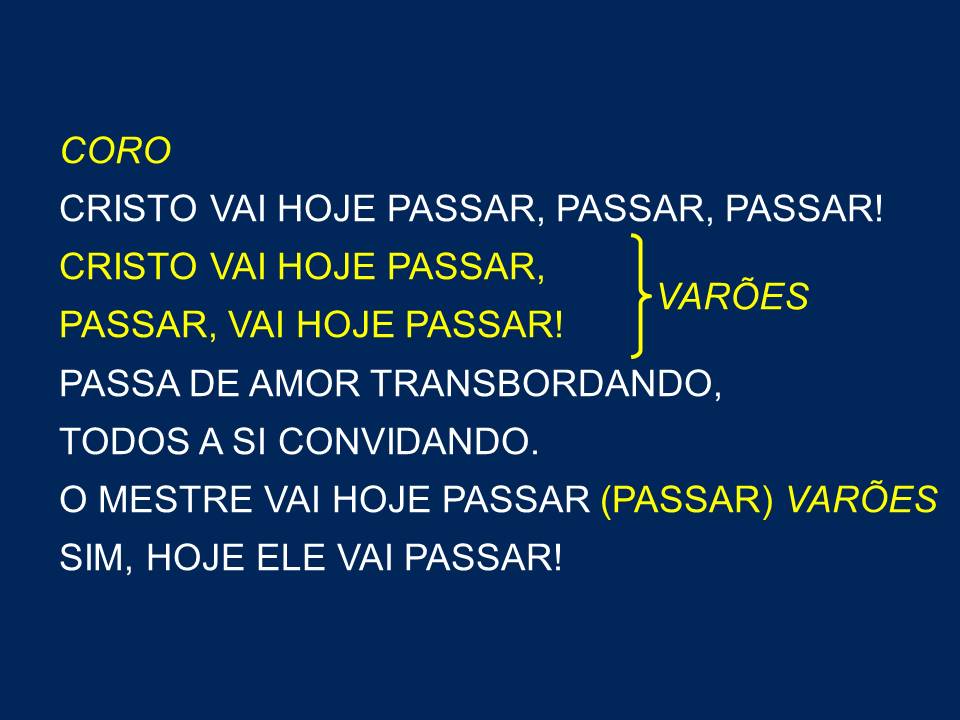 CORO
CRISTO VAI HOJE PASSAR, PASSAR, PASSAR!
CRISTO VAI HOJE PASSAR,
VARÕES
PASSAR, VAI HOJE PASSAR!
PASSA DE AMOR TRANSBORDANDO,
TODOS A SI CONVIDANDO.
O MESTRE VAI HOJE PASSAR (PASSAR) VARÕES
SIM, HOJE ELE VAI PASSAR!